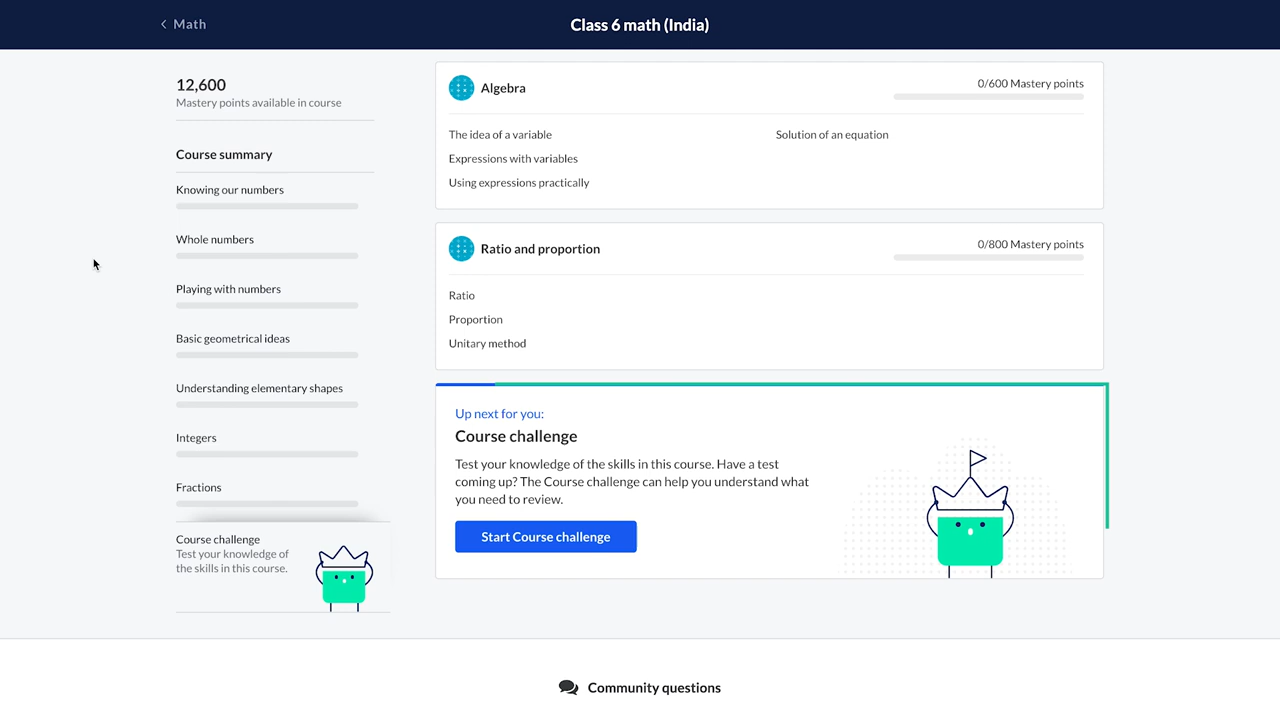 Math
Class 6 math (India)
12,600
Mastery points available in course
Course summary
Knowing our numbers
Whole numbers
Playing with numbers
Basic geometrical ideas
Understanding elementary shapes
Integers
Fractions
Course challenge
Test your knowledge of
the skills in this course.
Algebra
0/600 Mastery points
The idea of a variable
Solution of an equation
Expressions with variables
Using expressions practically
Ratio and proportion
0/800 Mastery points
Ratio
Proportion
Unitary method
Up next for you:
Course challenge
Test your knowledge of the skills in this course. Have a test
coming up? The Course challenge can help you understand what
you need to review.
Start Course challenge
Community questions